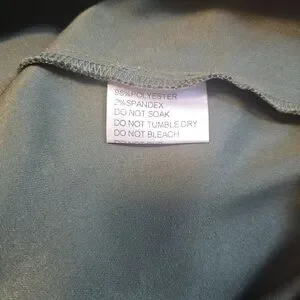 98%POLYESTER
2%SPANDEX
DO NOT SOAK
DO NOT TUMBLE DRY
DO NOT BLEACH